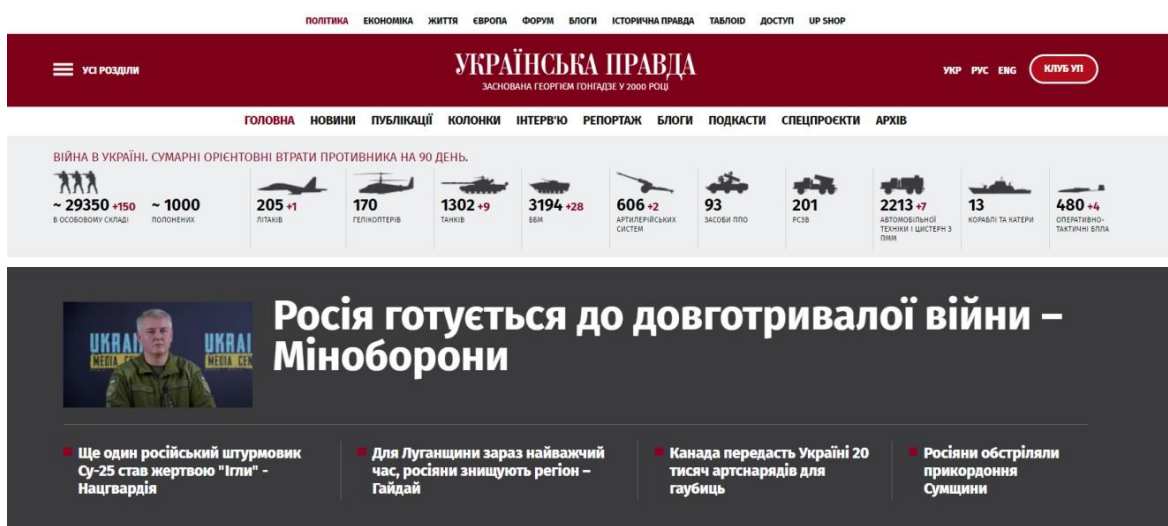 ПОЛІТИКА ЕКОНОМІКА ЖИТТЯ ЄВРОПА ФОРУМ БЛОГИ ІСТОРИЧНА ПРАВДА ТАБЛОІD ДОСТУП UP SHOP
УСІ РОЗДІЛИ
УКРАЇНСЬКА ПРАВДА
ЗАСНОВАНА ГЕОРГІЄМ ГОНГАДЗЕ У 2000 РОЦІ
УКР РУС ENG КЛУБ УП
ГОЛОВНА НОВИНИ ПУБЛІКАЦІЇ КОЛОНКИ ІНТЕРВ'Ю РЕПОРТАЖ БЛОГИ ПОДКАСТИ СПЕЦПРОЄКТИ АРХІВ
ВІЙНА В УКРАЇНІ. СУМАРНІ ОРІЄНТОВНІ ВТРАТИ ПРОТИВНИКА НА 90 ДЕНЬ.
~ 29350 +150
В ОСОБОВОМУ СКЛАДІ
~ 1000
ПОЛОНЕНИХ
205 +1
ЛІТАКІВ
170
ГЕЛІКОПТЕРІВ
1302 +9
ТАНКІВ
3194 +28
ББМ
606 +2
АРТИЛЕРІЙСЬКИХ
СИСТЕМ
93
ЗАСОБИ ППО
201
РСЗВ
2213 +7
АВТОМОБІЛЬНОЇ
ТЕХНІКИ І ЦИСТЕРН З
ПММ
13
КОРАБЛІ ТА КАТЕРИ
480 +4
ОПЕРАТИВНО-
ТАКТИЧНІ БПЛА
UKRAI
MEDIA CE
UKRAI
MEDIA CEN
Росія готується до довготривалої війни –
Міноборони
Ще один російський штурмовик
Су-25 став жертвою "Ігли" -
Нацгвардія
Для Луганщини зараз найважчий
час, росіяни знищують регіон –
Гайдай
Канада передасть Україні 20
тисяч артснарядів для
гаубиць
Росіяни обстріляли
прикордоння
Сумщини